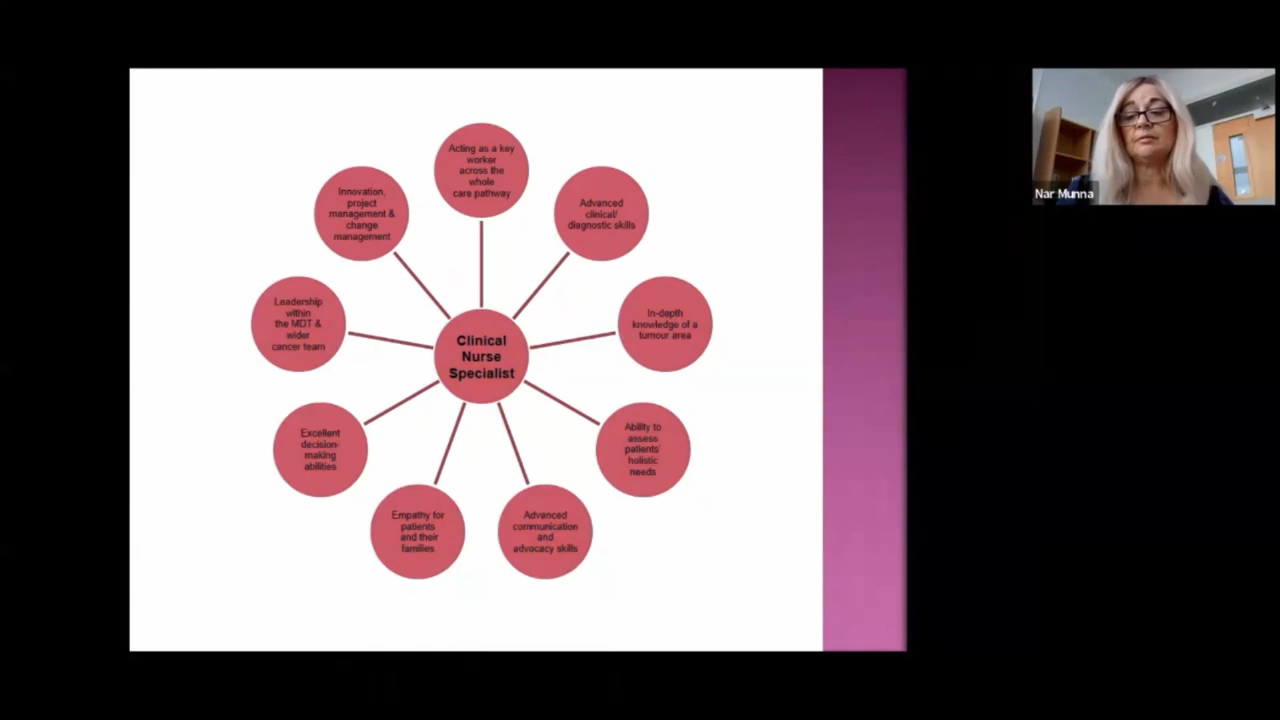 Acting as a key
worker
across the
whole
care pathway
Advanced
clinical/
diagnostic skills
In-depth
knowledge of a
tumour area
Ability to
assess
patients'
holistic
needs
Advanced
communication
and
advocacy skills
Empathy for
patients
and their
families
Excellent
decision-
making
abilities
Leadership
within
the MDT &
wider
cancer team
Innovation,
project
management &
change
management
Clinical
Nurse
Specialist
Nar Munna